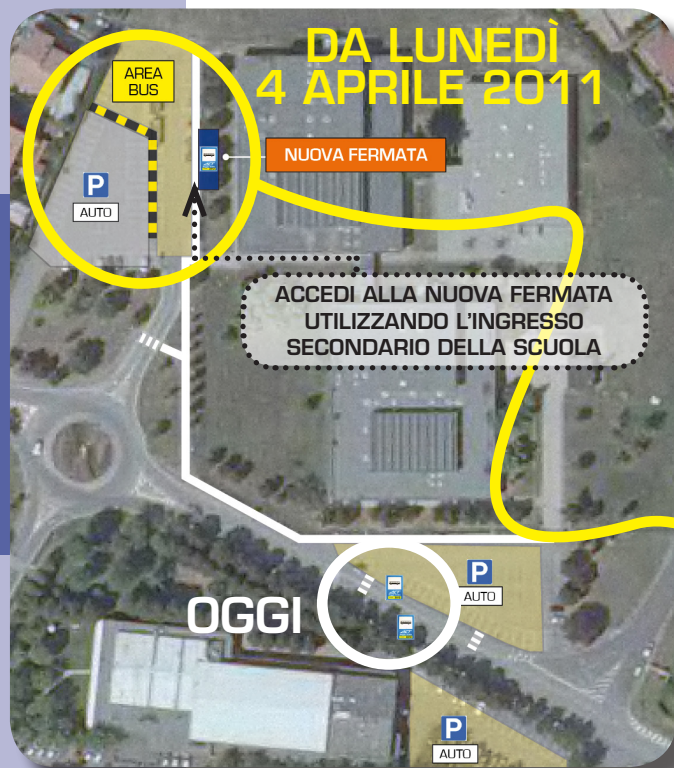 DA LUNEDÌ
4 APRILE 2011
AREA
BUS
NUOVA FERMATA
P
AUTO
ACCEDI ALLA NUOVA FERMATA
UTILIZZANDO L'INGRESSO
SECONDARIO DELLA SCUOLA
OGGI
P
AUTO
P
AUTO